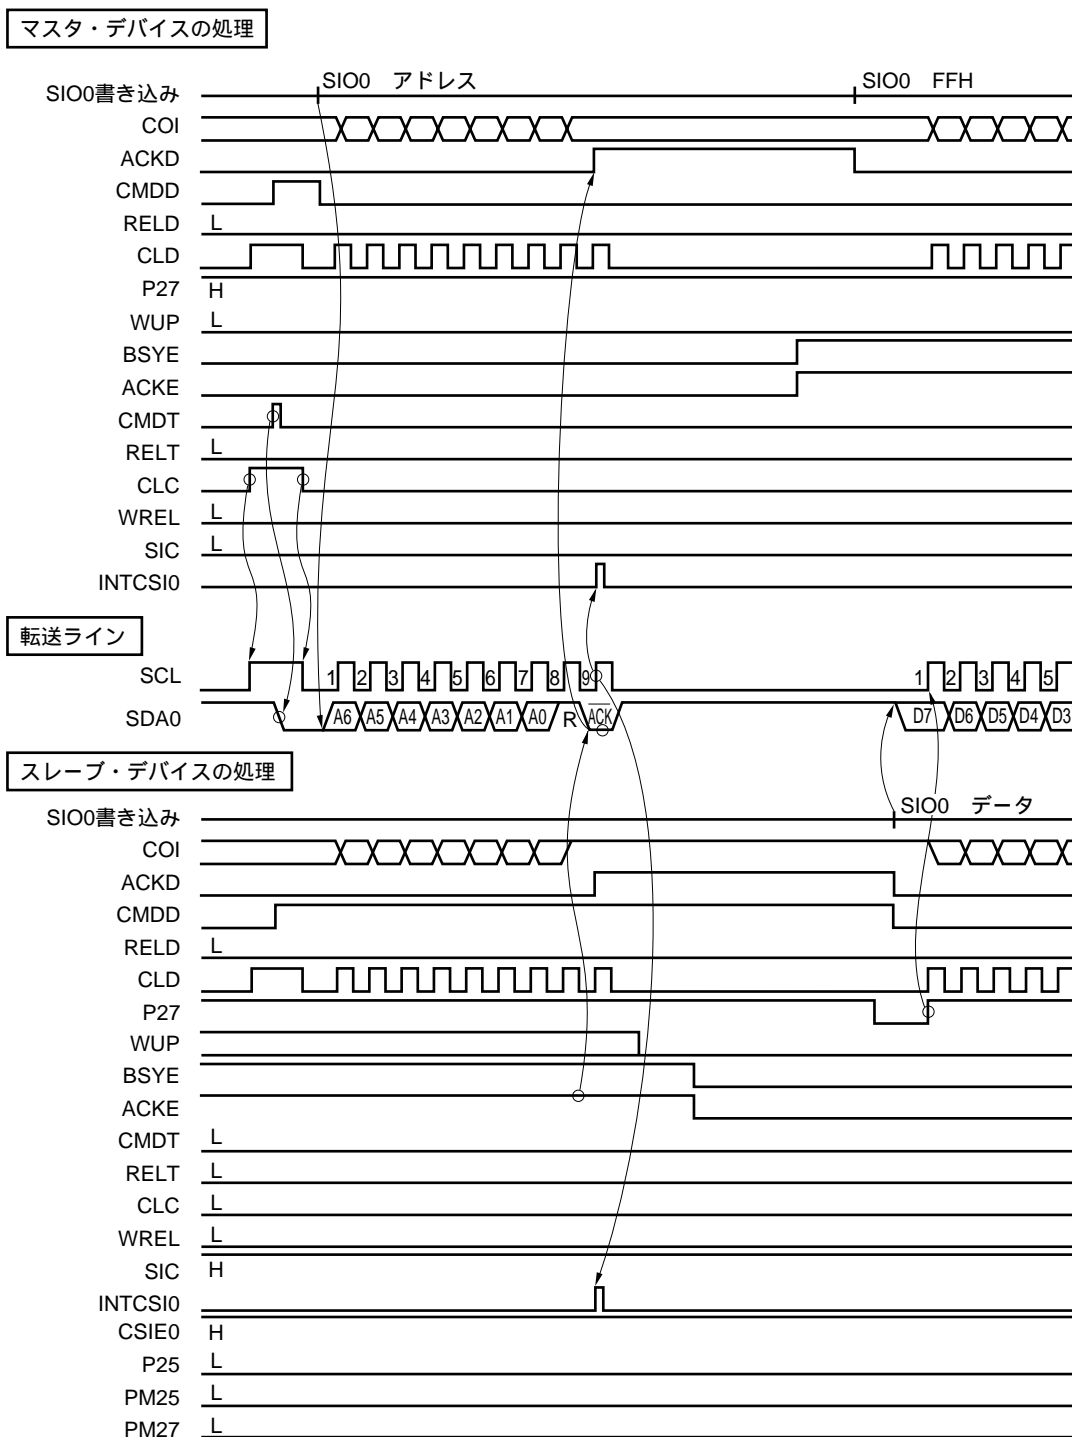 マスタ・デバイスの処理
SIO0書き込み SIO0 アドレス SIO0 FFH
COI
ACKD
CMDD
RELD L
CLD
P27 H
WUP L
BSYE
ACKE
CMDT
RELT L
CLC
WREL L
SIC L
INTCSI0
転送ライン
SCL 1 2 3 4 5 6 7 8 9 1 2 3 4 5
SDA0 A6 A5 A4 A3 A2 A1 A0 R ACK D7 D6 D5 D4 D3
スレーブ・デバイスの処理
SIO0書き込み SIO0 データ
COI
ACKD
CMDD
RELD L
CLD
P27
WUP
BSYE
ACKE
CMDT L
RELT L
CLC L
WREL L
SIC H
INTCSI0
CSIE0 H
P25 L
PM25 L
PM27 L